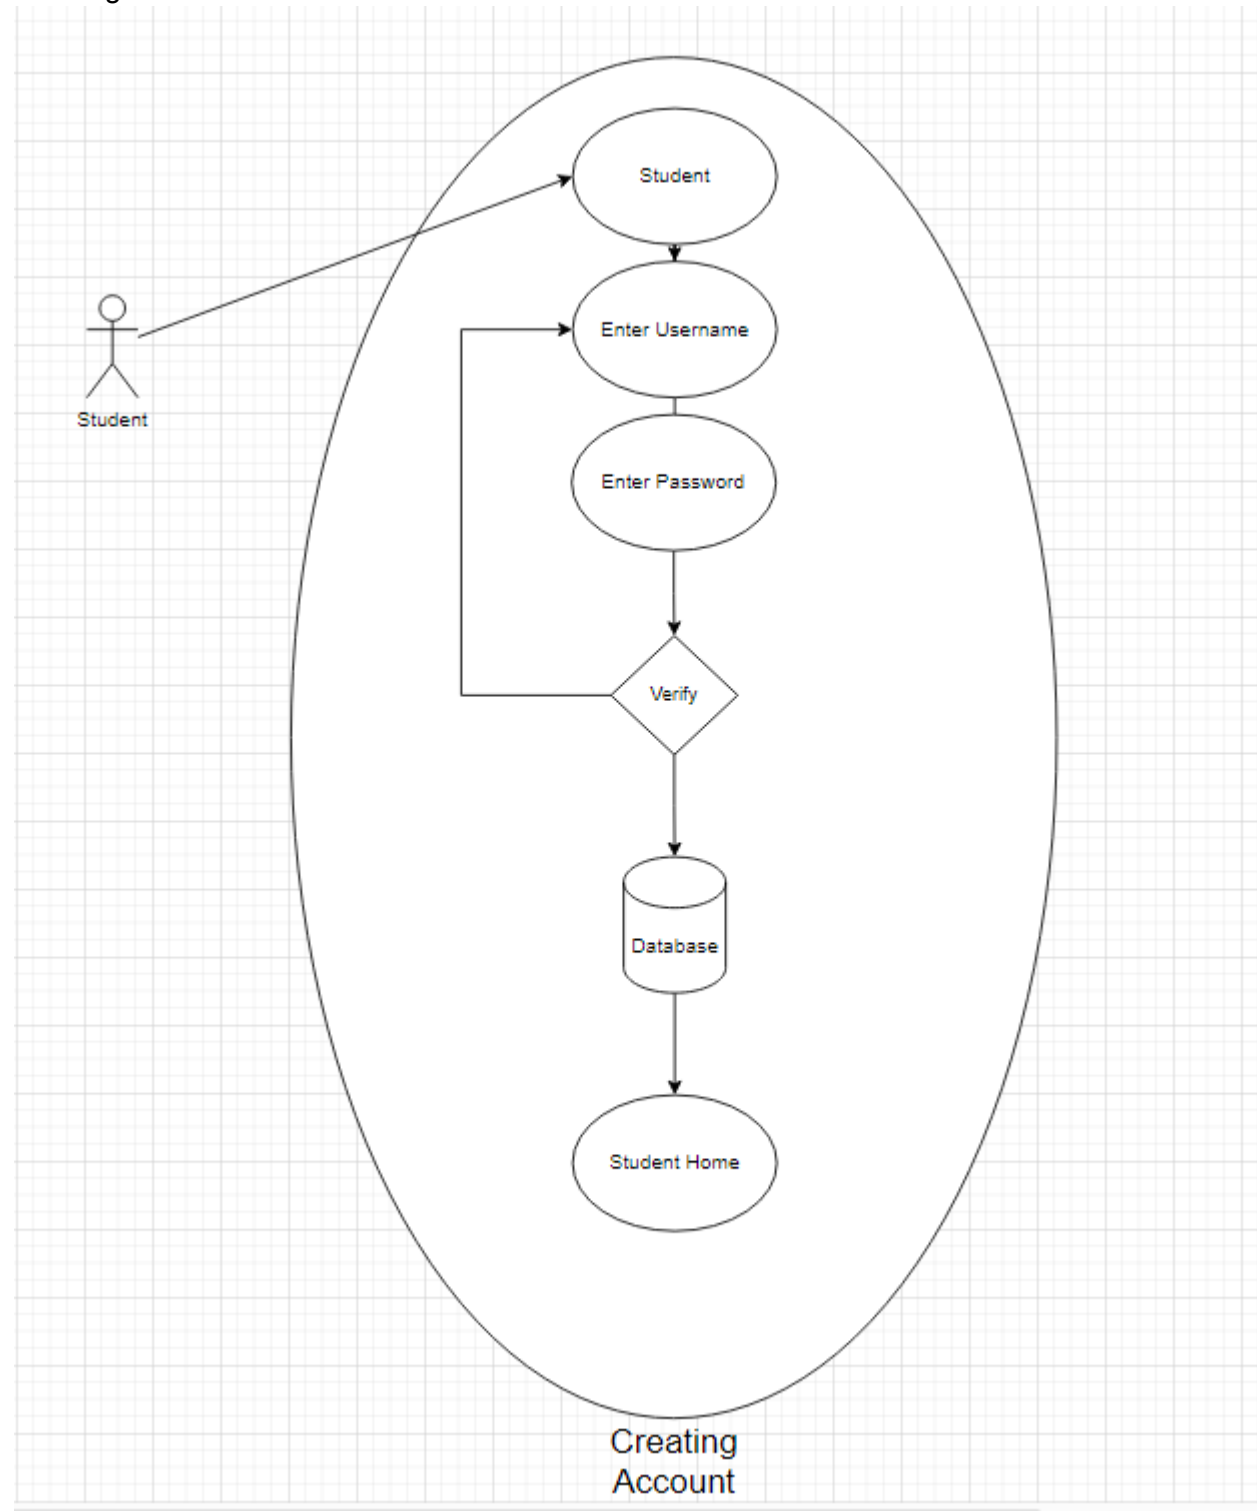 Student
Enter Username
Student
Enter Password
Verify
Database
Student Home
Creating
Account